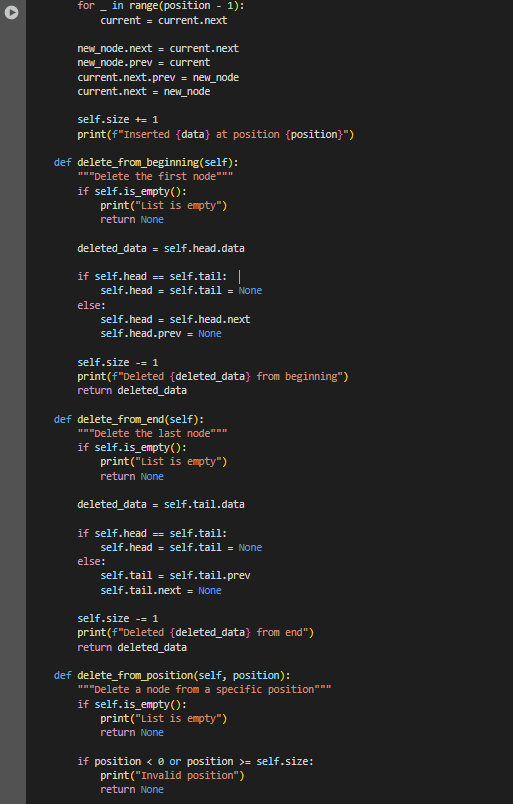 for _ in range(position - 1):
    current = current.next

new_node.next = current.next
new_node.prev = current
current.next.prev = new_node
current.next = new_node

self.size += 1
print(f"Inserted {data} at position {position}")

def delete_from_beginning(self):
    """Delete the first node"""
    if self.is_empty():
        print("List is empty")
        return None

    deleted_data = self.head.data

    if self.head == self.tail:
        self.head = self.tail = None
    else:
        self.head = self.head.next
        self.head.prev = None

    self.size -= 1
    print(f"Deleted {deleted_data} from beginning")
    return deleted_data

def delete_from_end(self):
    """Delete the last node"""
    if self.is_empty():
        print("List is empty")
        return None

    deleted_data = self.tail.data

    if self.head == self.tail:
        self.head = self.tail = None
    else:
        self.tail = self.tail.prev
        self.tail.next = None

    self.size -= 1
    print(f"Deleted {deleted_data} from end")
    return deleted_data

def delete_from_position(self, position):
    """Delete a node from a specific position"""
    if self.is_empty():
        print("List is empty")
        return None

    if position < 0 or position >= self.size:
        print("Invalid position")
        return None